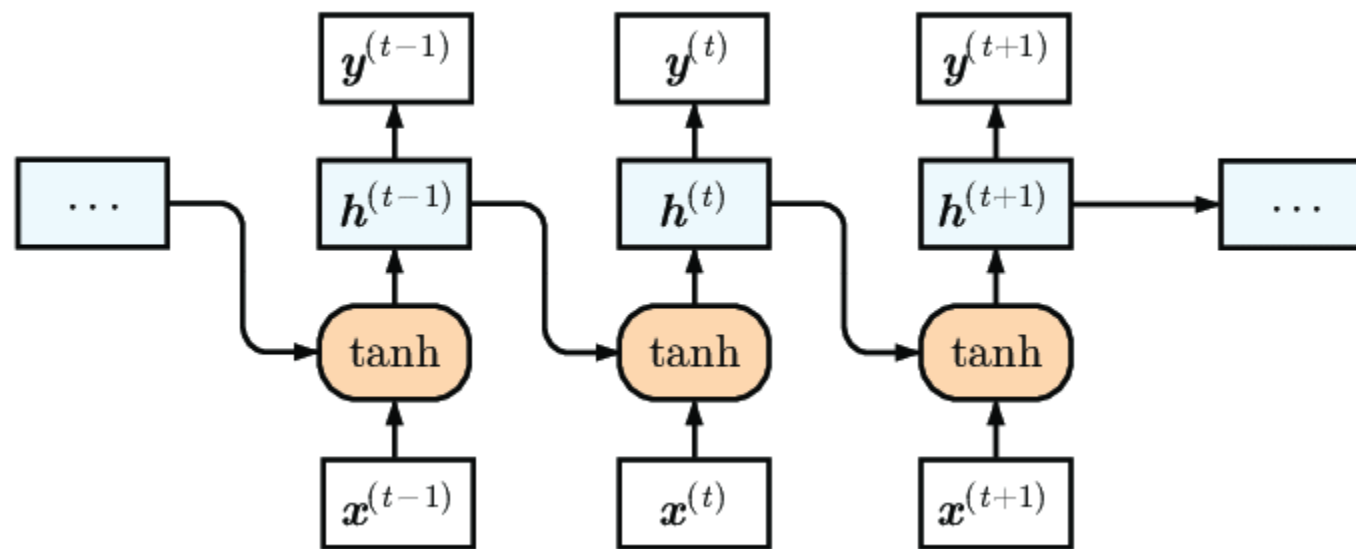 y^(t−1) y^(t) y^(t+1)
··· h^(t−1) h^(t) h^(t+1) ···
tanh tanh tanh
x^(t−1) x^(t) x^(t+1)